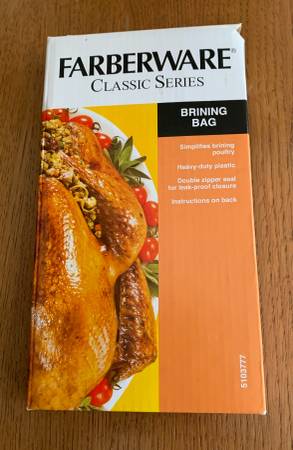 FARBERWARE®
CLASSIC SERIES
BRINING
BAG
Simplifies brining
poultry
Heavy-duty plastic
Double zipper seal
for leak-proof closure
Instructions on back
5103777